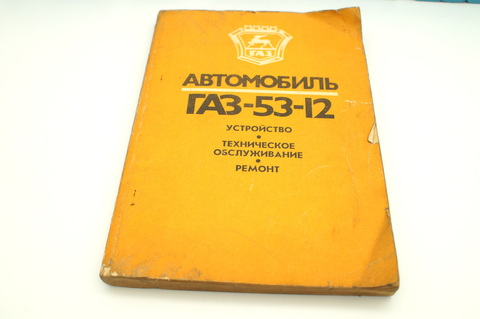 ГАЗ
АВТОМОБИЛЬ
ГАЗ-53-12
УСТРОЙСТВО
•
ТЕХНИЧЕСКОЕ
ОБСЛУЖИВАНИЕ
•
РЕМОНТ